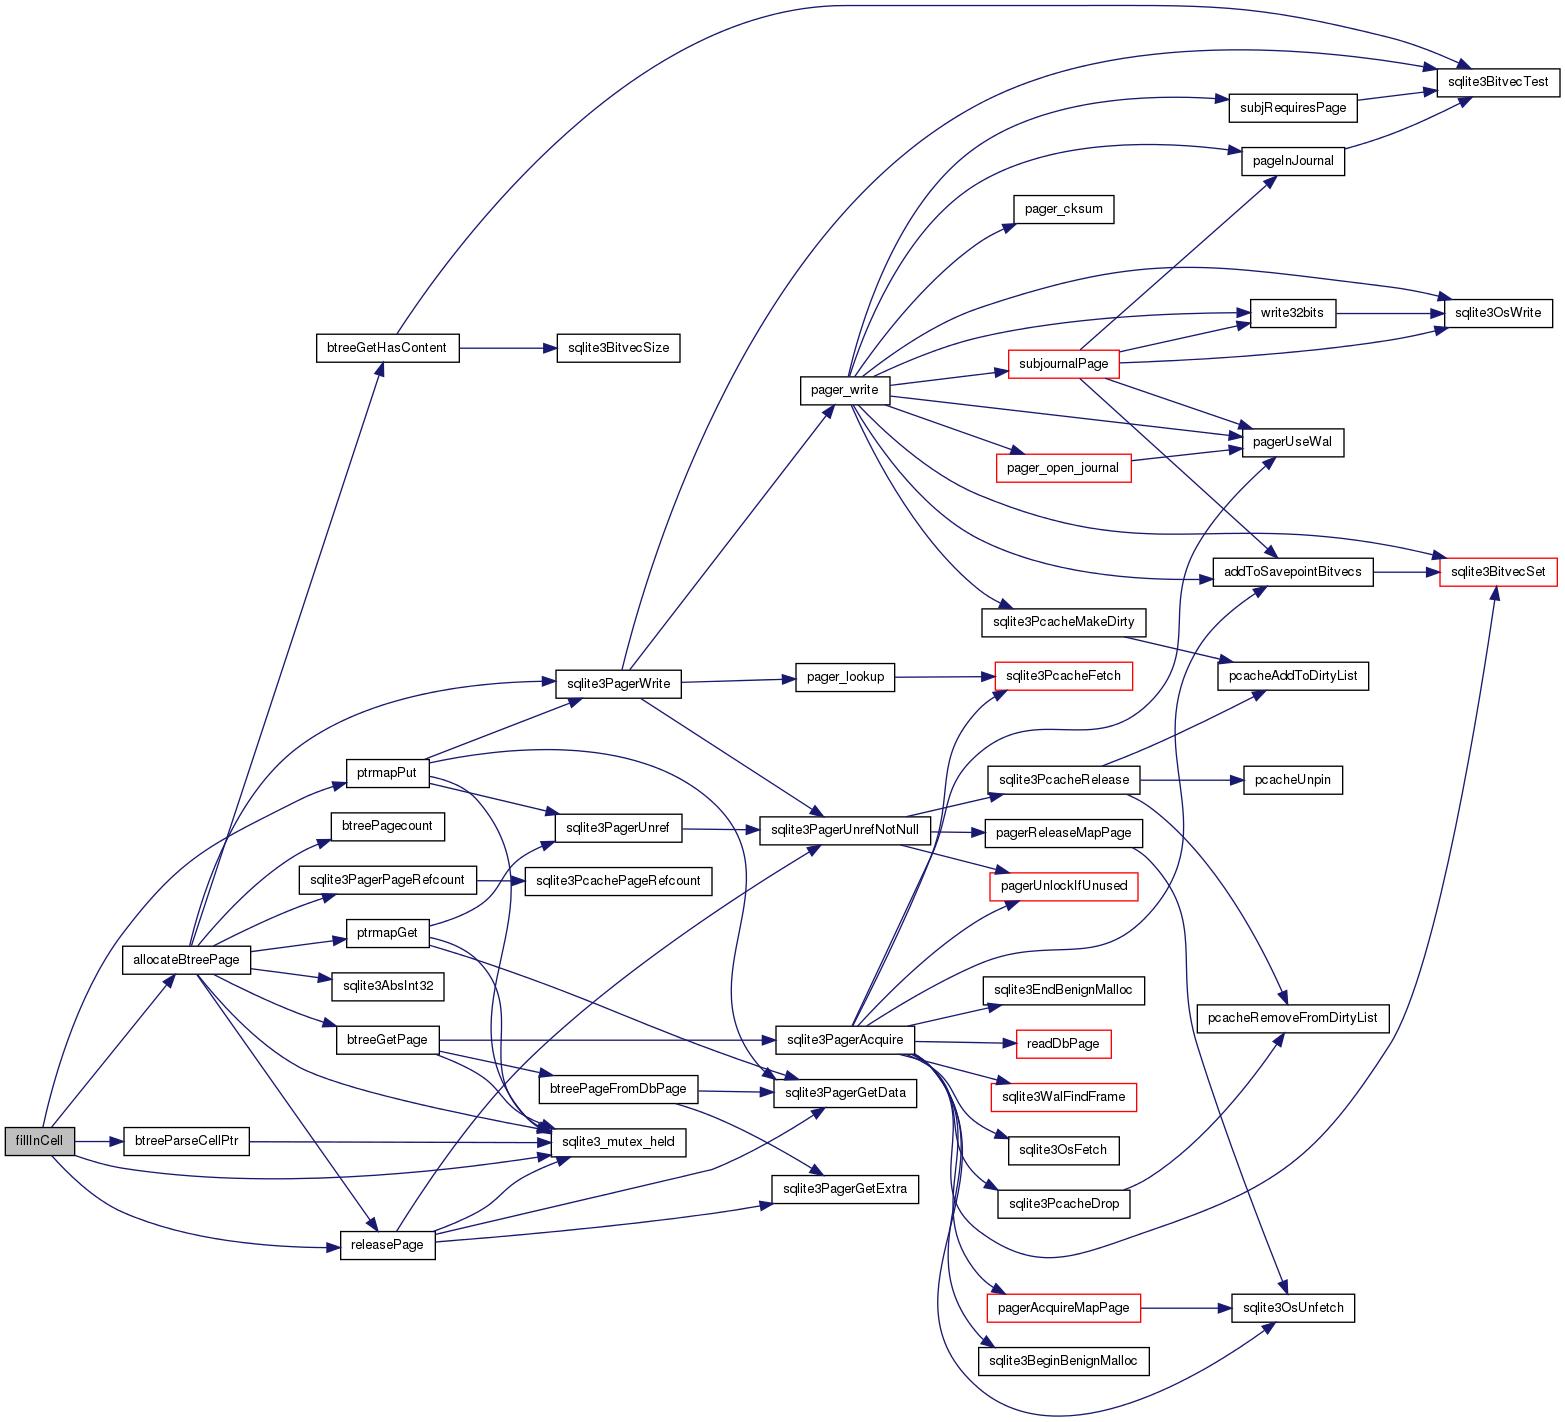 sqlite3BitvecTest
subjRequiresPage
pageInJournal
pager_cksum
write32bits
sqlite3OsWrite
btreeGetHasContent
sqlite3BitvecSize
subjournalPage
pager_write
pagerUseWal
pager_open_journal
addToSavepointBitvecs
sqlite3BitvecSet
sqlite3PcacheMakeDirty
sqlite3PagerWrite
pager_lookup
sqlite3PcacheFetch
pcacheAddToDirtyList
ptrmapPut
sqlite3PcacheRelease
pcacheUnpin
btreePagecount
sqlite3PagerUnref
sqlite3PagerUnrefNotNull
pagerReleaseMapPage
sqlite3PagerPageRefcount
sqlite3PcachePageRefcount
pagerUnlockIfUnused
ptrmapGet
allocateBtreePage
sqlite3AbsInt32
sqlite3EndBenignMalloc
pcacheRemoveFromDirtyList
btreeGetPage
sqlite3PagerAcquire
readDbPage
btreePageFromDbPage
sqlite3PagerGetData
sqlite3WalFindFrame
fillInCell
btreeParseCellPtr
sqlite3_mutex_held
sqlite3OsFetch
sqlite3PagerGetExtra
sqlite3PcacheDrop
releasePage
pagerAcquireMapPage
sqlite3OsUnfetch
sqlite3BeginBenignMalloc